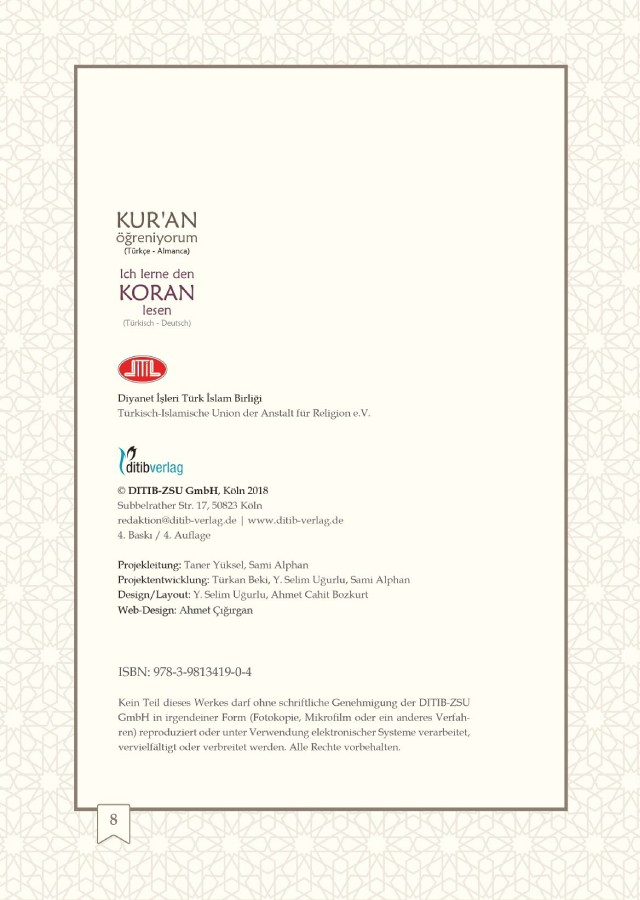 KUR'AN
öğreniyorum
(Türkçe - Almanca)
Ich lerne den
KORAN
lesen
(Türkisch - Deutsch)
Diyanet İşleri Türk İslam Birliği
Türkisch-Islamische Union der Anstalt für Religion e.V.
ditibverlag
© DITIB-ZSU GmbH, Köln 2018
Subbelrather Str. 17, 50823 Köln
redaktion@ditib-verlag.de | www.ditib-verlag.de
4. Baskı / 4. Auflage
Projekleitung: Taner Yüksel, Sami Alphan
Projektentwicklung: Türkan Beki, Y. Selim Uğurlu, Sami Alphan
Design/Layout: Y. Selim Uğurlu, Ahmet Cahit Bozkurt
Web-Design: Ahmet Çığırgan
ISBN: 978-3-9813419-0-4
Kein Teil dieses Werkes darf ohne schriftliche Genehmigung der DITIB-ZSU
GmbH in irgendeiner Form (Fotokopie, Mikrofilm oder ein anderes Verfah-
ren) reproduziert oder unter Verwendung elektronischer Systeme verarbeitet,
vervielfältigt oder verbreitet werden. Alle Rechte vorbehalten.
8